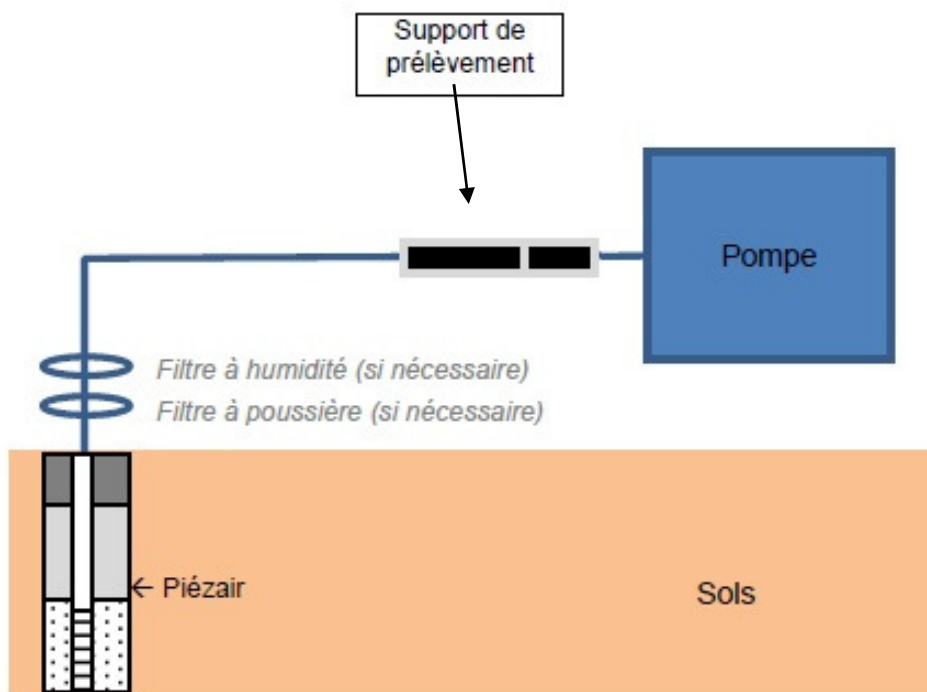 Support de
prélèvement
Pompe
Filtre à humidité (si nécessaire)
Filtre à poussière (si nécessaire)
← Piézair
Sols